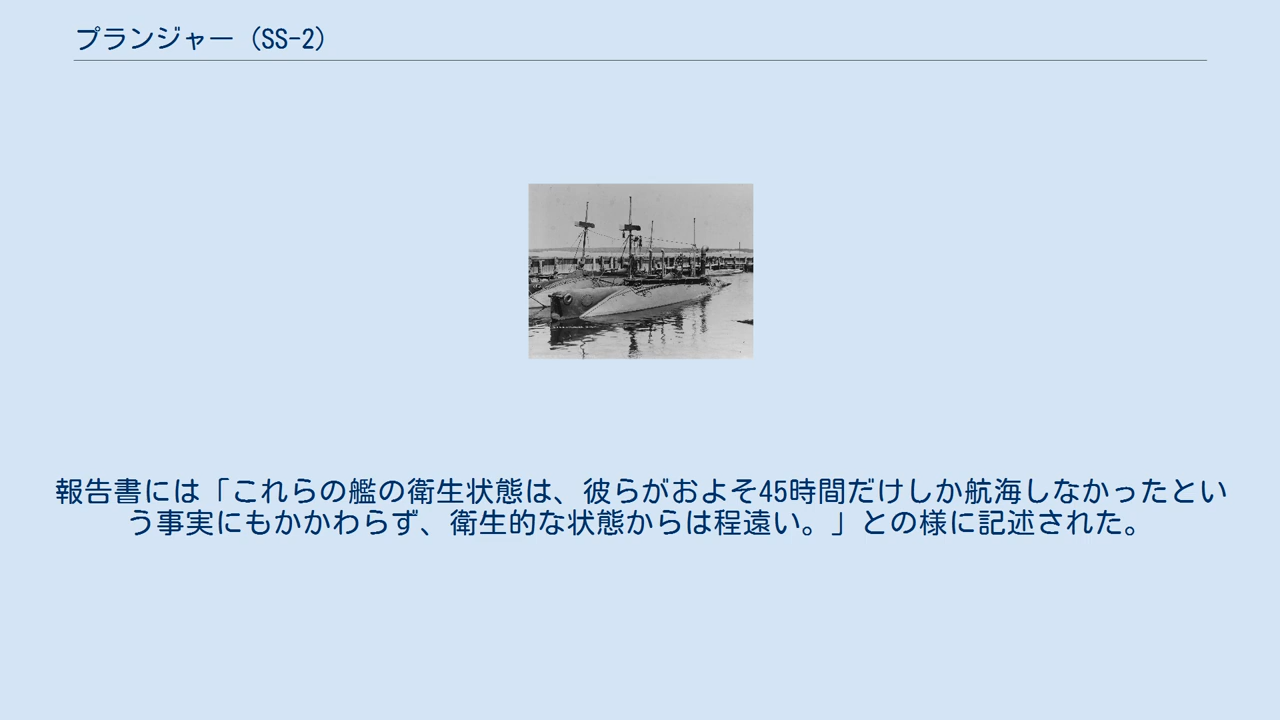 プランジャー（SS-2）
報告書には「これらの艦の衛生状態は、彼らがおよそ45時間だけしか航海しなかったとい
う事実にもかかわらず、衛生的な状態からは程遠い。」との様に記述された。